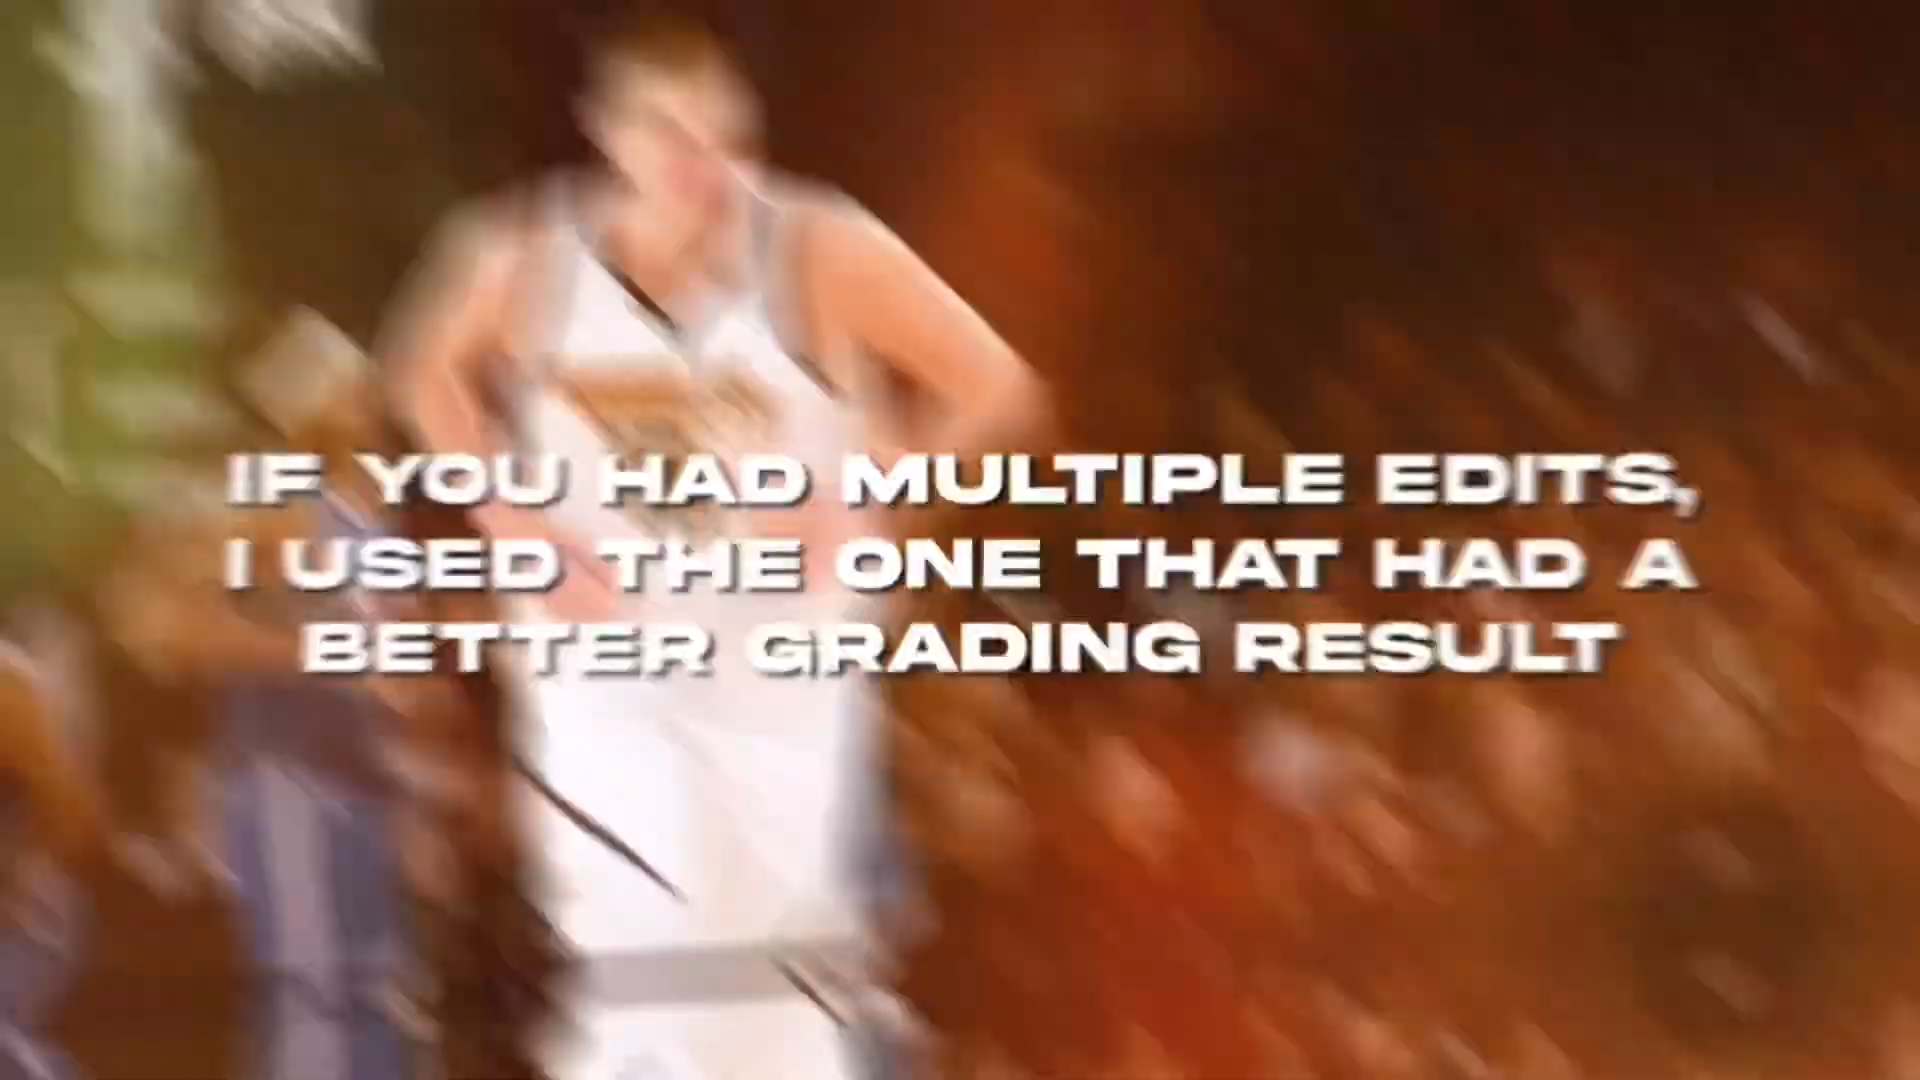 IF YOU HAD MULTIPLE EDITS,
I USED THE ONE THAT HAD A
BETTER GRADING RESULT